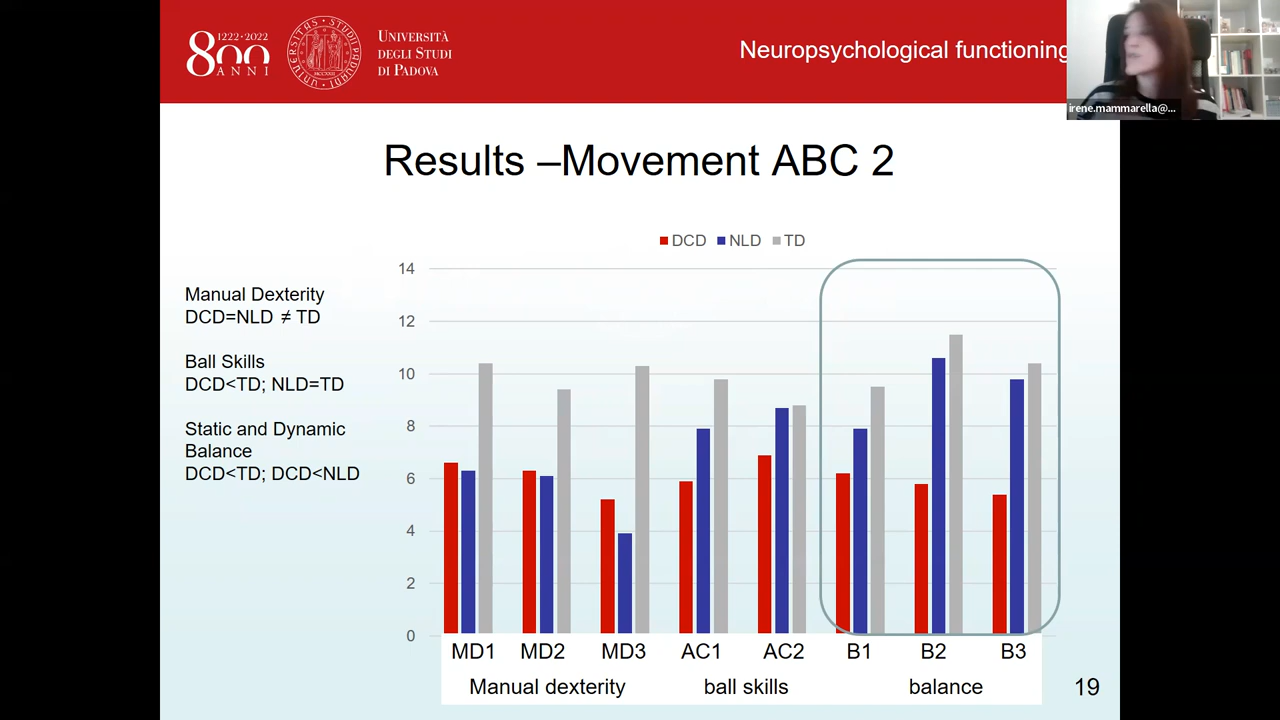 1222·2022
800
ANNI
UNIVERSITÀ
DEGLI STUDI
DI PADOVA
Neuropsychological functioning
irene.mammarella@...
Results –Movement ABC 2
DCD NLD TD
Manual Dexterity
DCD=NLD ≠ TD
Ball Skills
DCD<TD; NLD=TD
Static and Dynamic
Balance
DCD<TD; DCD<NLD
14
12
10
8
6
4
2
0
MD1 MD2 MD3 AC1 AC2 B1 B2 B3
Manual dexterity ball skills balance
19